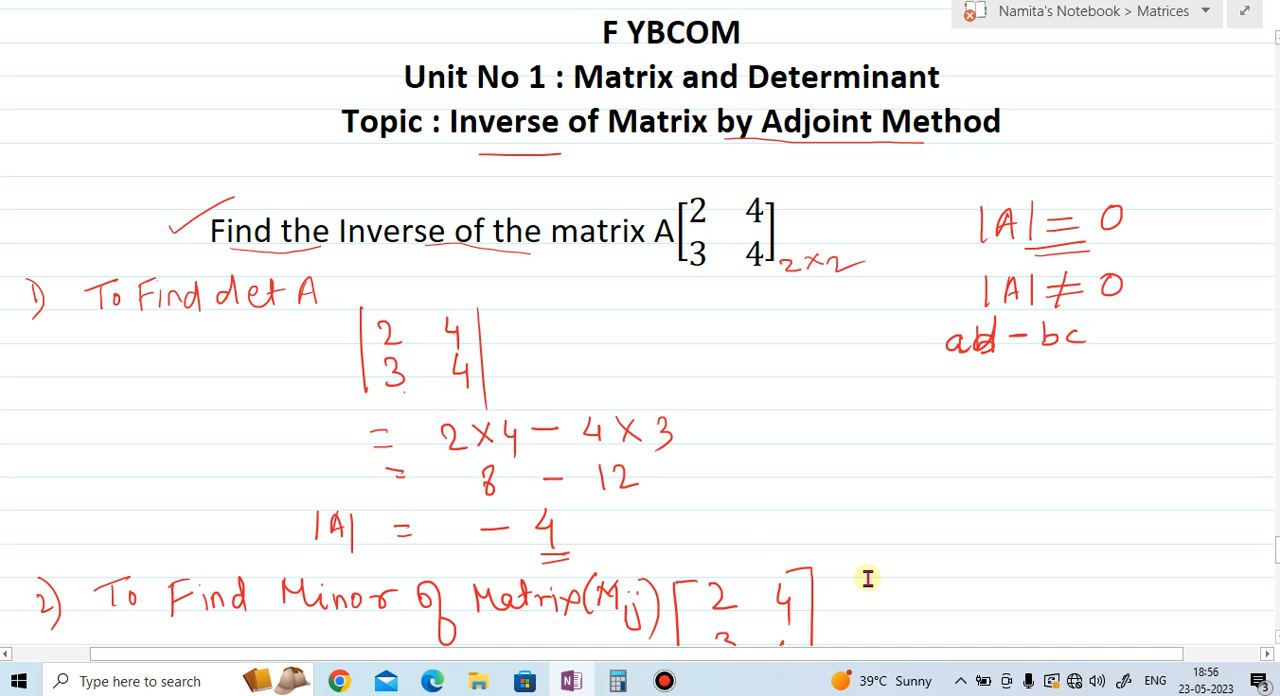 Namita's Notebook > Matrices
F YBCOM
Unit No 1 : Matrix and Determinant
Topic : Inverse of Matrix by Adjoint Method
Find the Inverse of the matrix A [2 4
3 4] 2×2
|A| = 0
|A| ≠ 0
ad - bc
1) To Find det A
|2 4|
|3 4|
= 2 × 4 - 4 × 3
= 8 - 12
|A| = - 4
2) To Find Minor of Matrix (Mij) [2 4]
Type here to search
39°C Sunny
ENG
18:56
23-05-2023
3